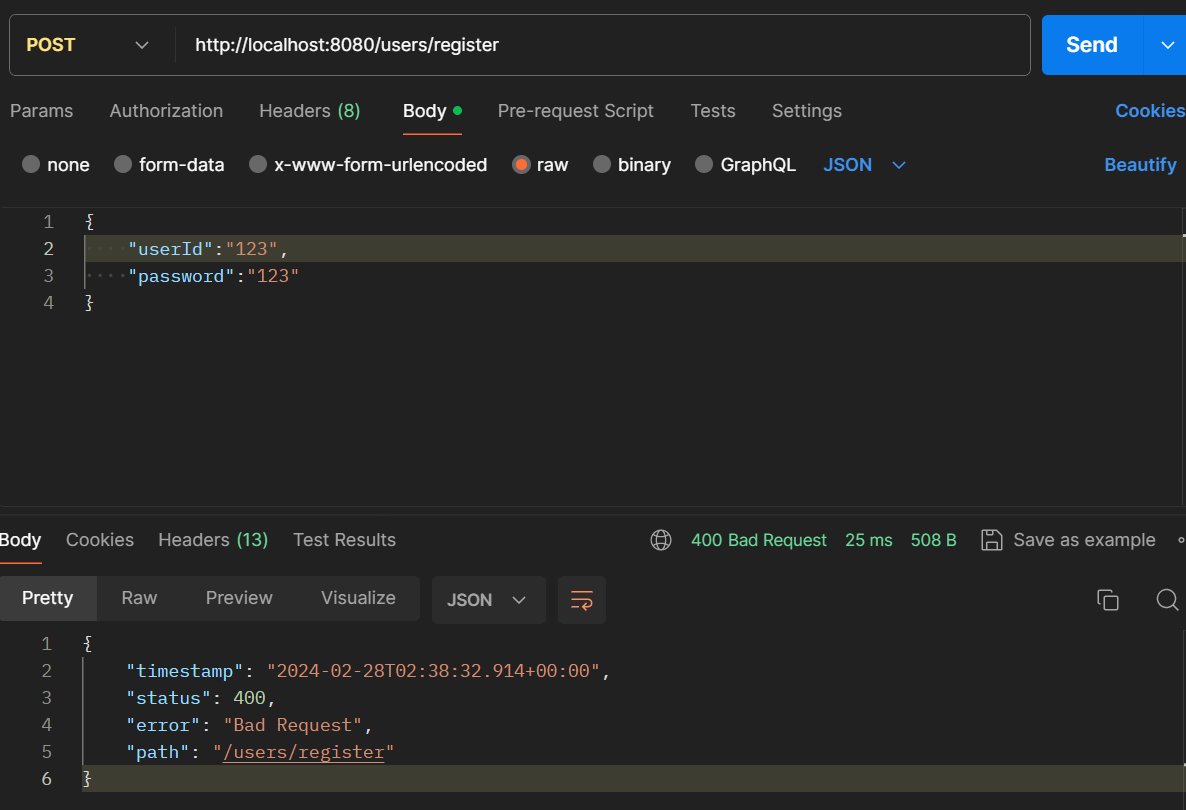 POST http://localhost:8080/users/register Send
Params Authorization Headers (8) Body Pre-request Script Tests Settings Cookies
none form-data x-www-form-urlencoded raw binary GraphQL JSON Beautify
1 {
2 "userId":"123",
3 "password":"123"
4 }
Body Cookies Headers (13) Test Results 400 Bad Request 25 ms 508 B Save as example
Pretty Raw Preview Visualize JSON
1 {
2 "timestamp": "2024-02-28T02:38:32.914+00:00",
3 "status": 400,
4 "error": "Bad Request",
5 "path": "/users/register"
6 }